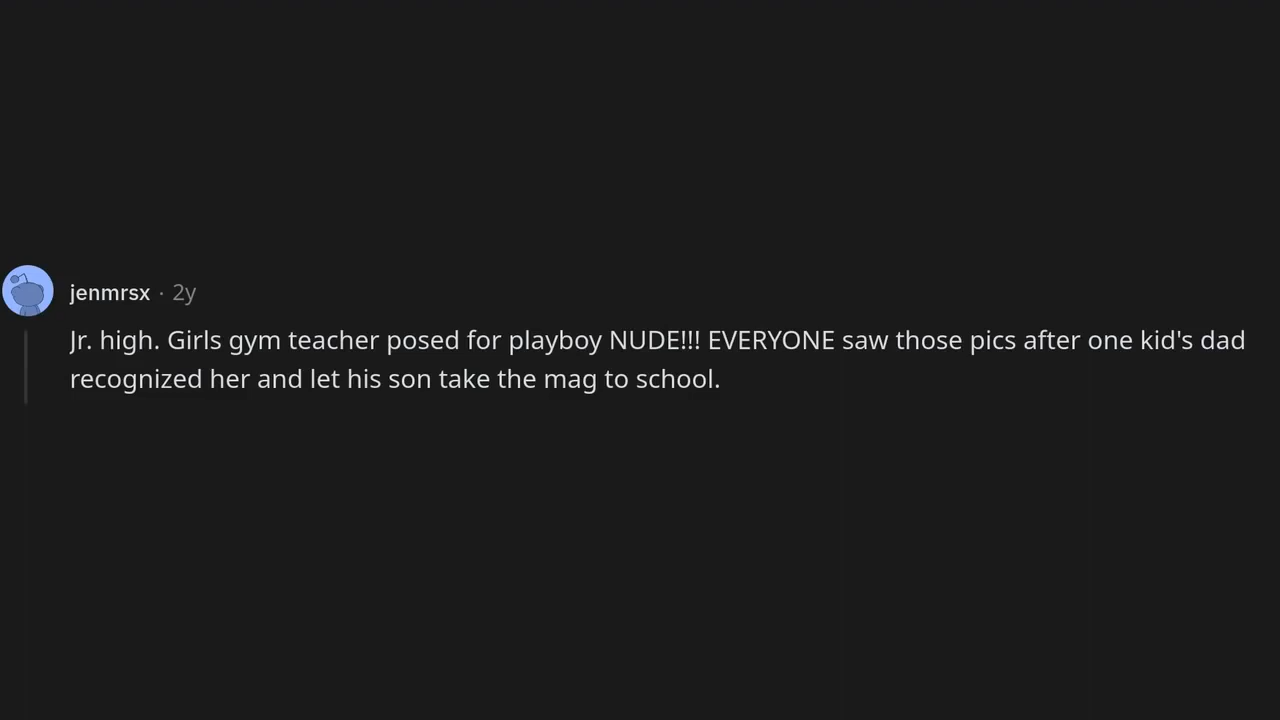 jenmrsx · 2y
Jr. high. Girls gym teacher posed for playboy NUDE!!! EVERYONE saw those pics after one kid's dad
recognized her and let his son take the mag to school.